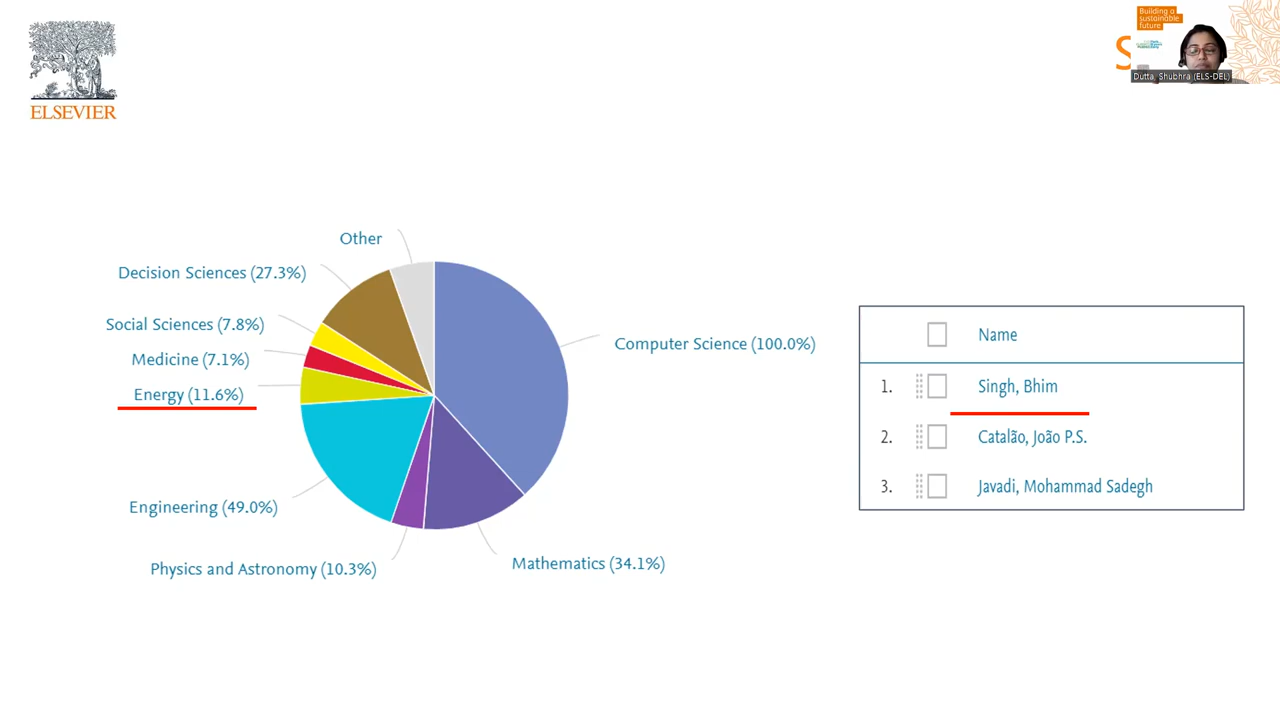 ELSEVIER
Building a
sustainable
future
S
Dutta, Shubhra (ELS-DEL)
Other
Decision Sciences (27.3%)
Social Sciences (7.8%)
Medicine (7.1%)
Energy (11.6%)
Engineering (49.0%)
Physics and Astronomy (10.3%)
Mathematics (34.1%)
Computer Science (100.0%)
Name
1. Singh, Bhim
2. Catalão, João P.S.
3. Javadi, Mohammad Sadegh